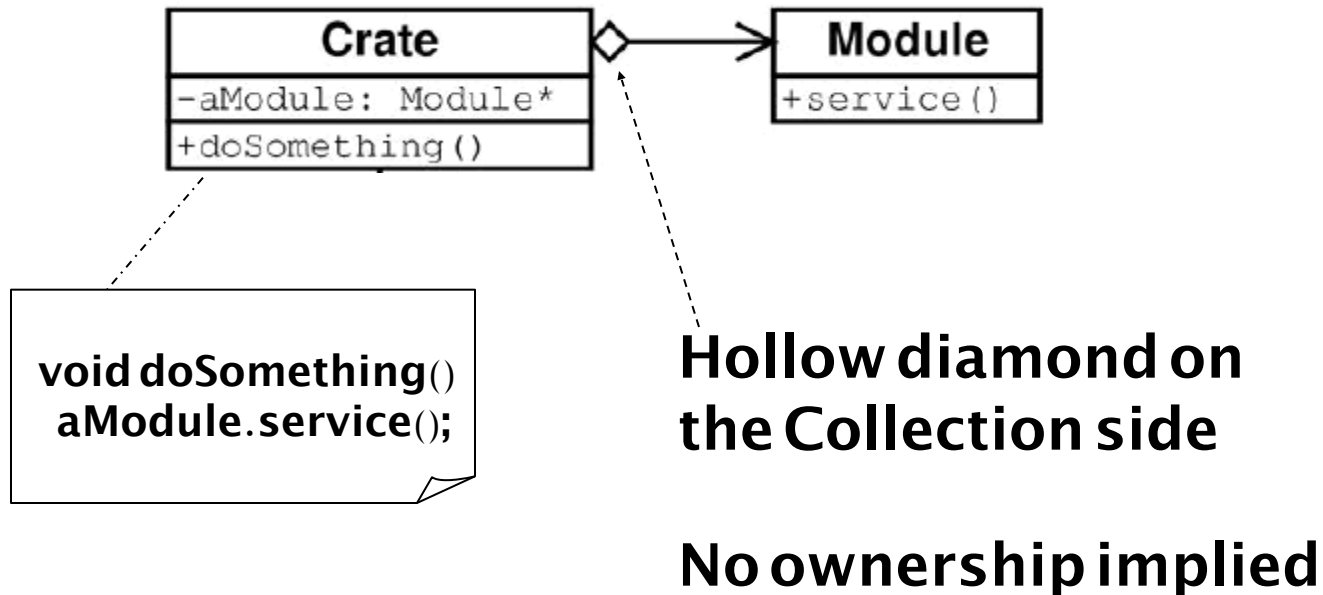 Crate
-aModule: Module*
+doSomething()
Module
+service()
void doSomething()
aModule.service();
Hollow diamond on
the Collection side
No ownership implied